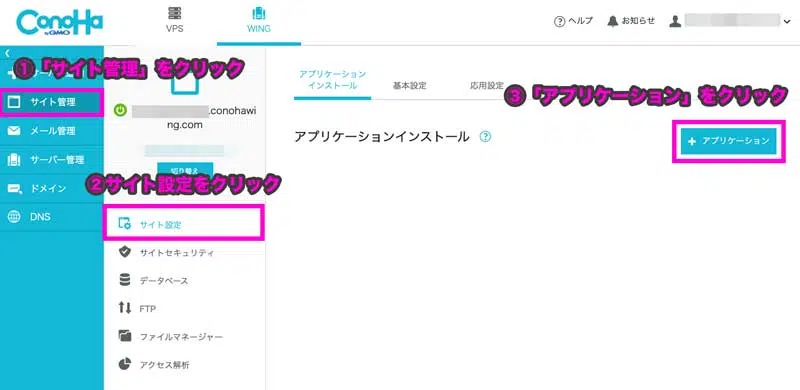 ConoHa
by GMO
VPS
WING
ヘルプ
お知らせ
①「サイト管理」をクリック
サイト管理
メール管理
サーバー管理
ドメイン
DNS
.conohawi
ng.com
切り替え
②サイト設定をクリック
サイト設定
サイトセキュリティ
データベース
FTP
ファイルマネージャー
アクセス解析
アプリケーション
インストール
基本設定
応用設定
③「アプリケーション」をクリック
アプリケーションインストール
+ アプリケーション